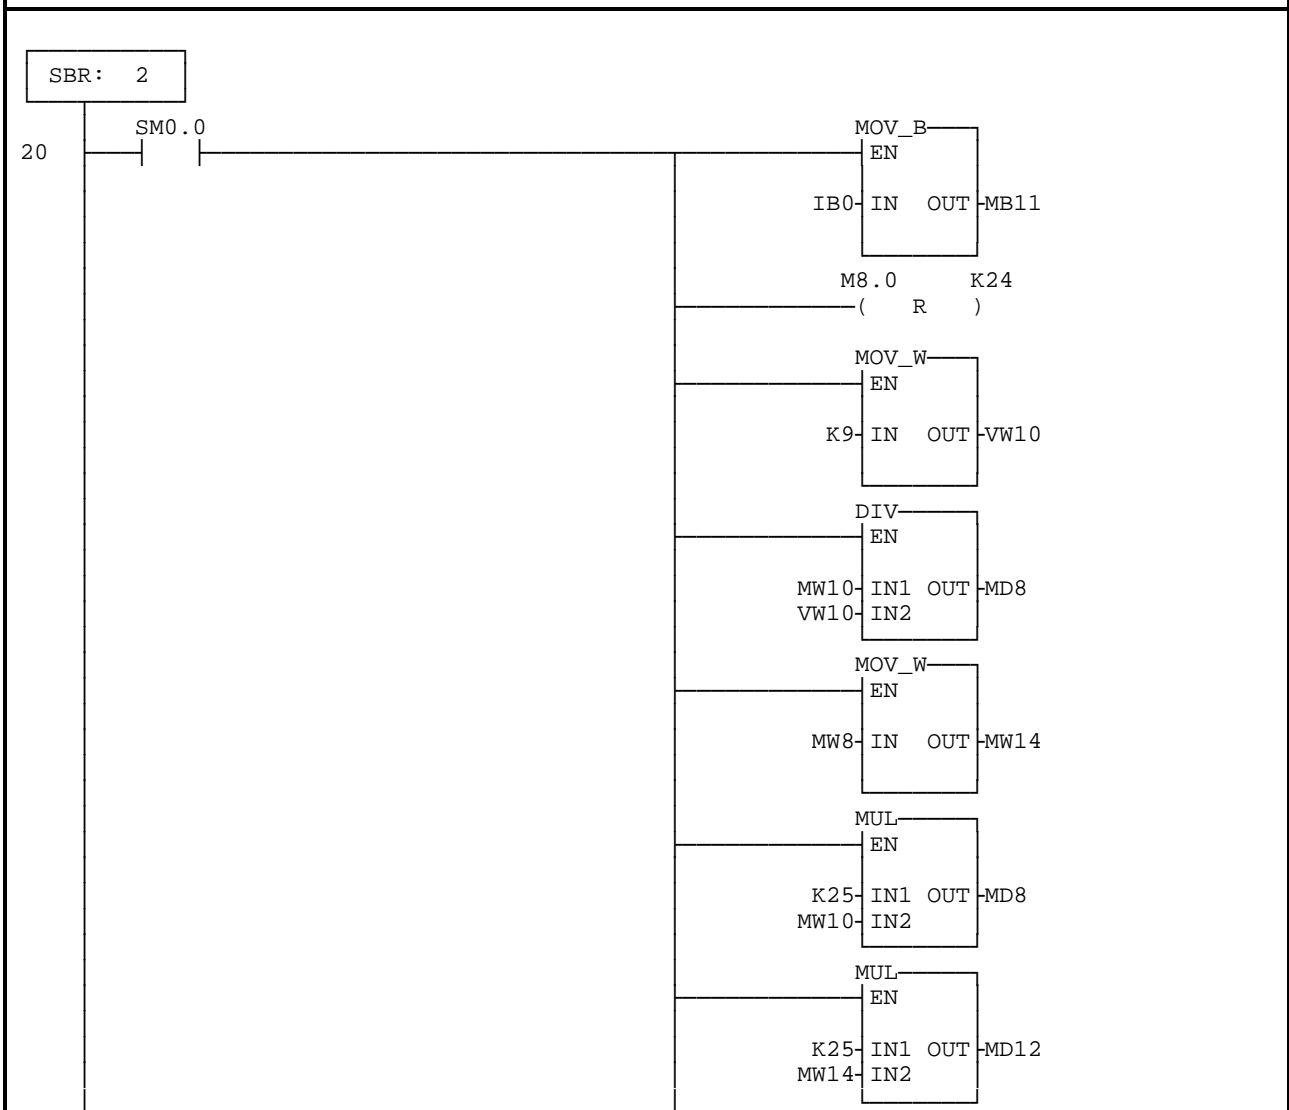 SBR: 2
SM0.0 MOV_B
20 EN
IB0 IN OUT MB11
M8.0 K24
( R )
MOV_W
EN
K9 IN OUT VW10
DIV
EN
MW10 IN1 OUT MD8
VW10 IN2
MOV_W
EN
MW8 IN OUT MW14
MUL
EN
K25 IN1 OUT MD8
MW10 IN2
MUL
EN
K25 IN1 OUT MD12
MW14 IN2